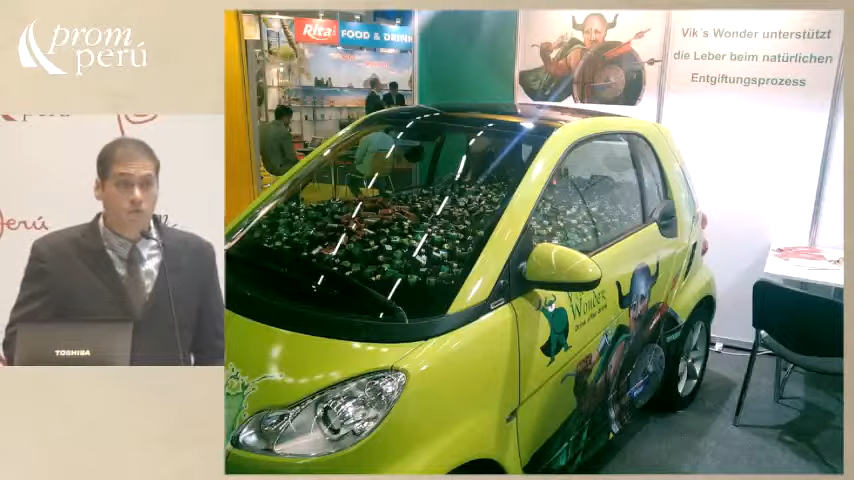 prom
perú
Rita
FOOD & DRINK
Vik's Wonder unterstützt
die Leber beim natürlichen
Entgiftungsprozess
perú
Wonder
TOSHIBA